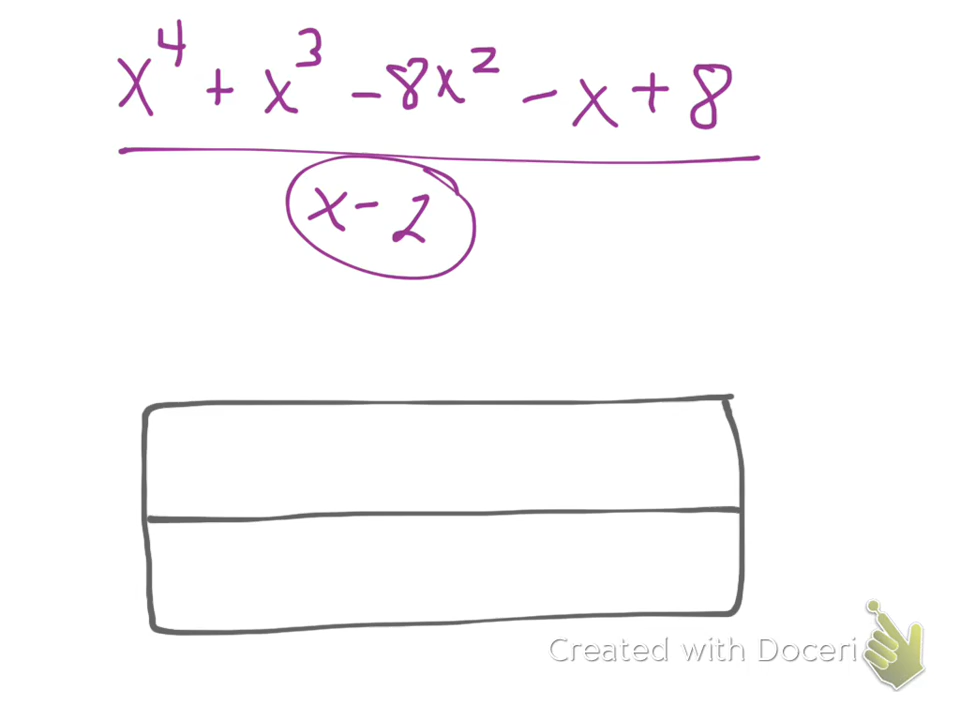 x⁴ + x³ - 8x² - x + 8
x - 2
Created with Doceri